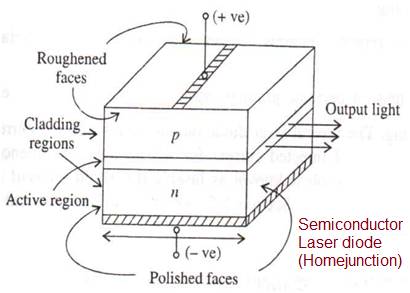 (+ ve)
Roughened
faces
Cladding
regions
p
Output light
n
Active region
Semiconductor
Laser diode
(Homejunction)
(– ve)
Polished faces